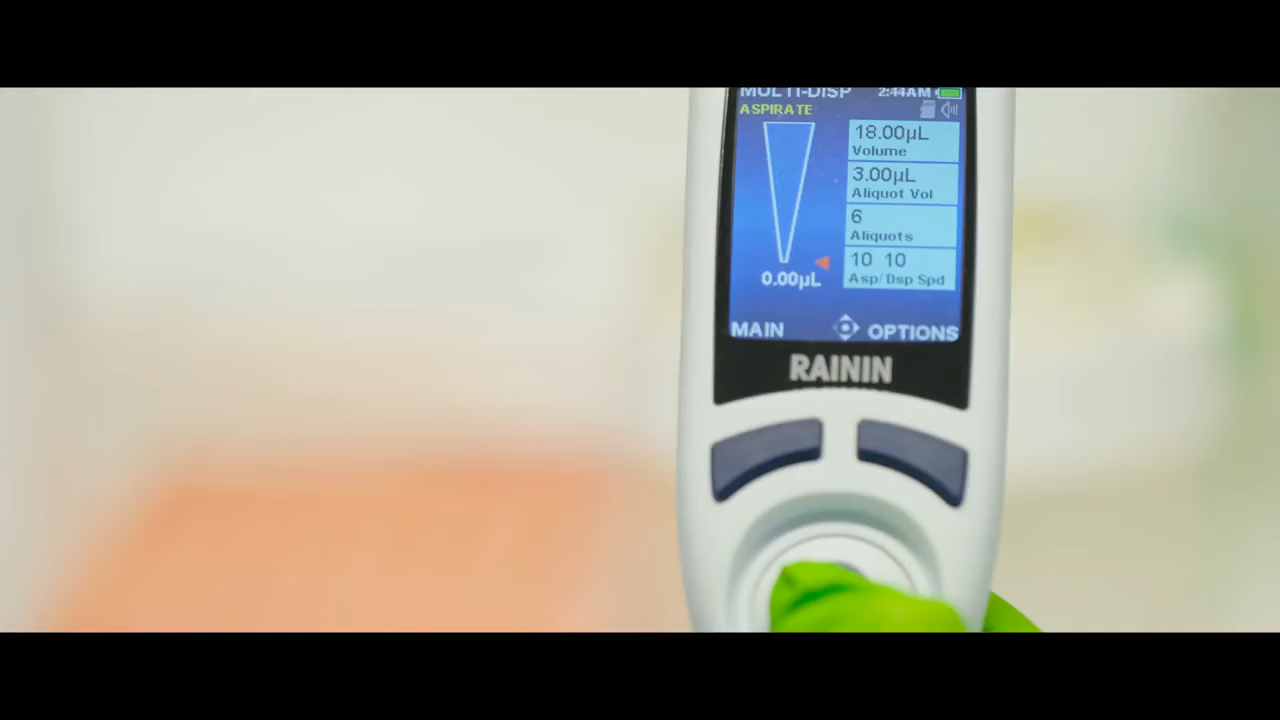 MULTI-DISP 2:44AM
ASPIRATE
18.00µL
Volume
3.00µL
Aliquot Vol
6
Aliquots
10 10
Asp/Dsp Spd
0.00µL
MAIN OPTIONS
RAININ